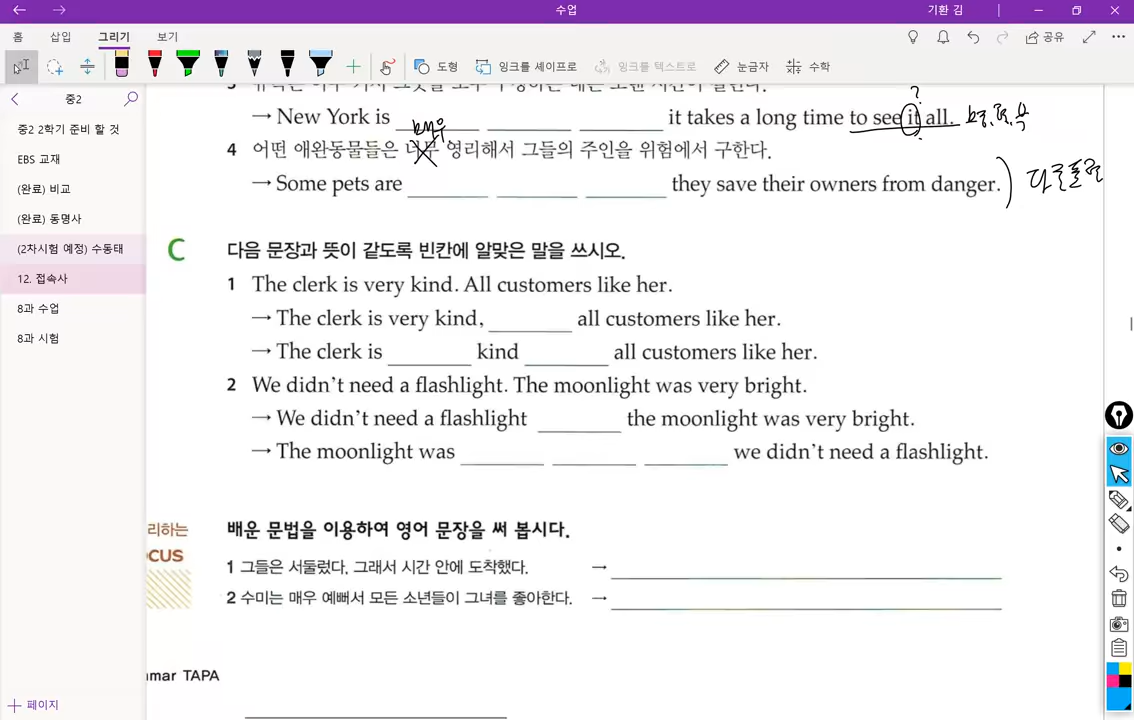 수업
기환 김
홈 삽입 그리기 보기
도형 잉크를 셰이프로 잉크를 텍스트로 눈금자 수학 공유
중2
중2 2학기 준비 할 것
EBS 교재
(완료) 비교
(완료) 동명사
(2차시험 예정) 수동태
12. 접속사
8과 수업
8과 시험
페이지
?
→ New York is ________ ________ ________ it takes a long time to see it all.
매우
4 어떤 애완동물들은 너무 영리해서 그들의 주인을 위험에서 구한다.
→ Some pets are ________ ________ ________ they save their owners from danger.
C 다음 문장과 뜻이 같도록 빈칸에 알맞은 말을 쓰시오.
1 The clerk is very kind. All customers like her.
→ The clerk is very kind, ________ all customers like her.
→ The clerk is ________ kind ________ all customers like her.
2 We didn't need a flashlight. The moonlight was very bright.
→ We didn't need a flashlight ________ the moonlight was very bright.
→ The moonlight was ________ ________ ________ we didn't need a flashlight.
리하는
OCUS
배운 문법을 이용하여 영어 문장을 써 봅시다.
1 그들은 서둘렀다, 그래서 시간 안에 도착했다. →
2 수미는 매우 예뻐서 모든 소년들이 그녀를 좋아한다. →
mar TAPA